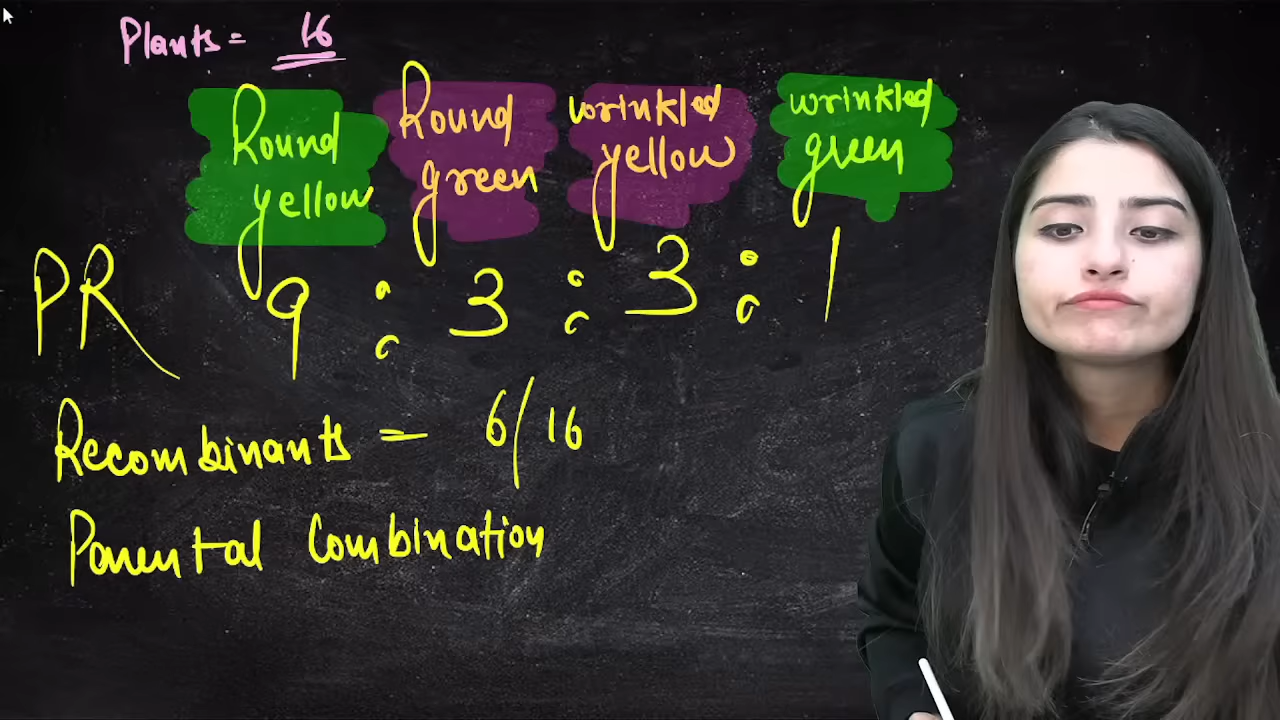 Plants = 16
Round yellow
Round green
wrinkled yellow
wrinkled green
PR 9 : 3 : 3 : 1
Recombinants = 6/16
Parental Combination